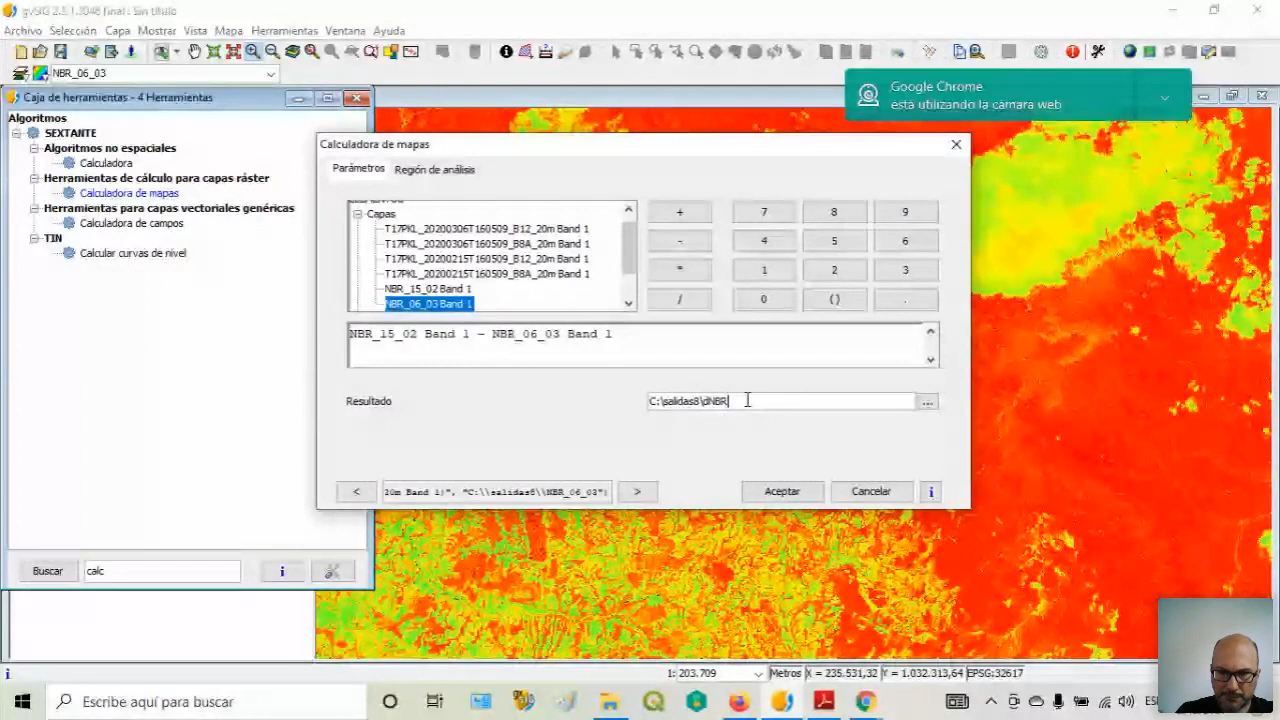 gvSIG 2.5.1.3046 final : Sin título
Archivo Selección Capa Mostrar Vista Mapa Herramientas Ventana Ayuda
NBR_06_03
Caja de herramientas - 4 Herramientas
Algoritmos
SEXTANTE
Algoritmos no espaciales
Calculadora
Herramientas de cálculo para capas ráster
Calculadora de mapas
Herramientas para capas vectoriales genéricas
Calculadora de campos
TIN
Calcular curvas de nivel
Buscar calc
Google Chrome
está utilizando la cámara web
Calculadora de mapas
Parámetros Región de análisis
Capas
T17PKL_20200306T160509_B12_20m Band 1
T17PKL_20200306T160509_B8A_20m Band 1
T17PKL_20200215T160509_B12_20m Band 1
T17PKL_20200215T160509_B8A_20m Band 1
NBR_15_02 Band 1
NBR_06_03 Band 1
+ 7 8 9
- 4 5 6
* 1 2 3
/ 0 ( ) .
NBR_15_02 Band 1 - NBR_06_03 Band 1
Resultado C:\salidas8\dNBR ...
< 20m Band 1)", "C:\\salidas8\\NBR_06_03") > Aceptar Cancelar
1: 203.709 Metros X = 235.531,32 Y = 1.032.313,64 EPSG:32617
Escribe aquí para buscar